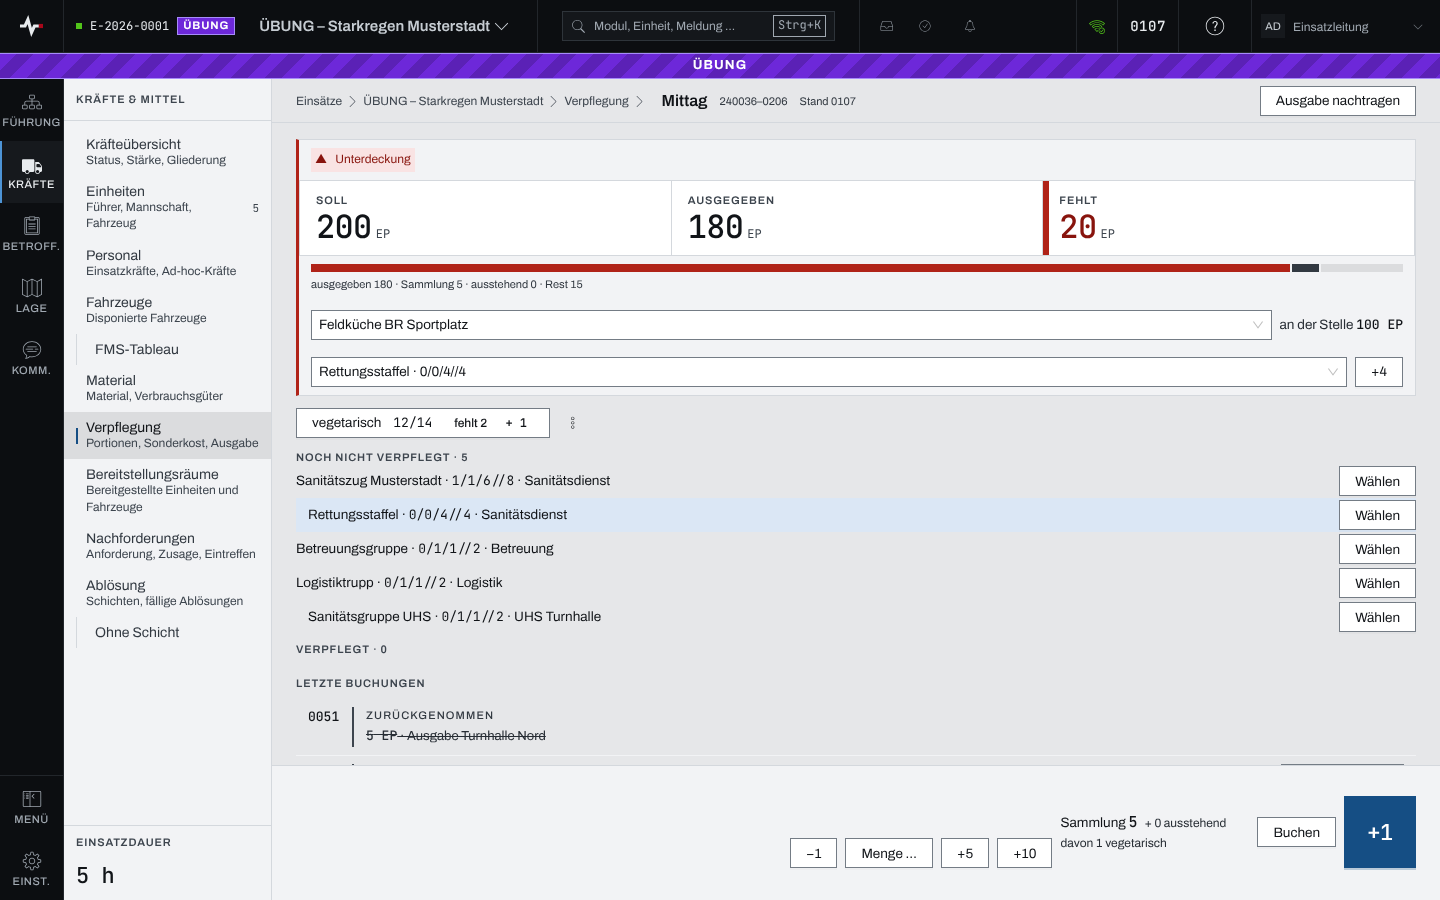 E-2026-0001 ÜBUNG ÜBUNG – Starkregen Musterstadt Modul, Einheit, Meldung ... Strg+K 0107 ? AD Einsatzleitung
ÜBUNG
FÜHRUNG
KRÄFTE
BETROFF.
LAGE
KOMM.
MENÜ
EINST.
KRÄFTE & MITTEL
Kräfteübersicht
Status, Stärke, Gliederung
Einheiten
Führer, Mannschaft, 5
Fahrzeug
Personal
Einsatzkräfte, Ad-hoc-Kräfte
Fahrzeuge
Disponierte Fahrzeuge
FMS-Tableau
Material
Material, Verbrauchsgüter
Verpflegung
Portionen, Sonderkost, Ausgabe
Bereitstellungsräume
Bereitgestellte Einheiten und
Fahrzeuge
Nachforderungen
Anforderung, Zusage, Eintreffen
Ablösung
Schichten, fällige Ablösungen
Ohne Schicht
EINSATZDAUER
5 h
Einsätze ÜBUNG – Starkregen Musterstadt Verpflegung Mittag 240036–0206 Stand 0107 Ausgabe nachtragen
Unterdeckung
SOLL AUSGEGEBEN FEHLT
200 EP 180 EP 20 EP
ausgegeben 180 · Sammlung 5 · ausstehend 0 · Rest 15
Feldküche BR Sportplatz an der Stelle 100 EP
Rettungsstaffel · 0/0/4//4 +4
vegetarisch 12/14 fehlt 2 + 1
NOCH NICHT VERPFLEGT · 5
Sanitätszug Musterstadt · 1/1/6//8 · Sanitätsdienst Wählen
Rettungsstaffel · 0/0/4//4 · Sanitätsdienst Wählen
Betreuungsgruppe · 0/1/1//2 · Betreuung Wählen
Logistiktrupp · 0/1/1//2 · Logistik Wählen
Sanitätsgruppe UHS · 0/1/1//2 · UHS Turnhalle Wählen
VERPFLEGT · 0
LETZTE BUCHUNGEN
0051 ZURÜCKGENOMMEN
5 EP · Ausgabe Turnhalle Nord
−1 Menge ... +5 +10
Sammlung 5 + 0 ausstehend
davon 1 vegetarisch
Buchen +1